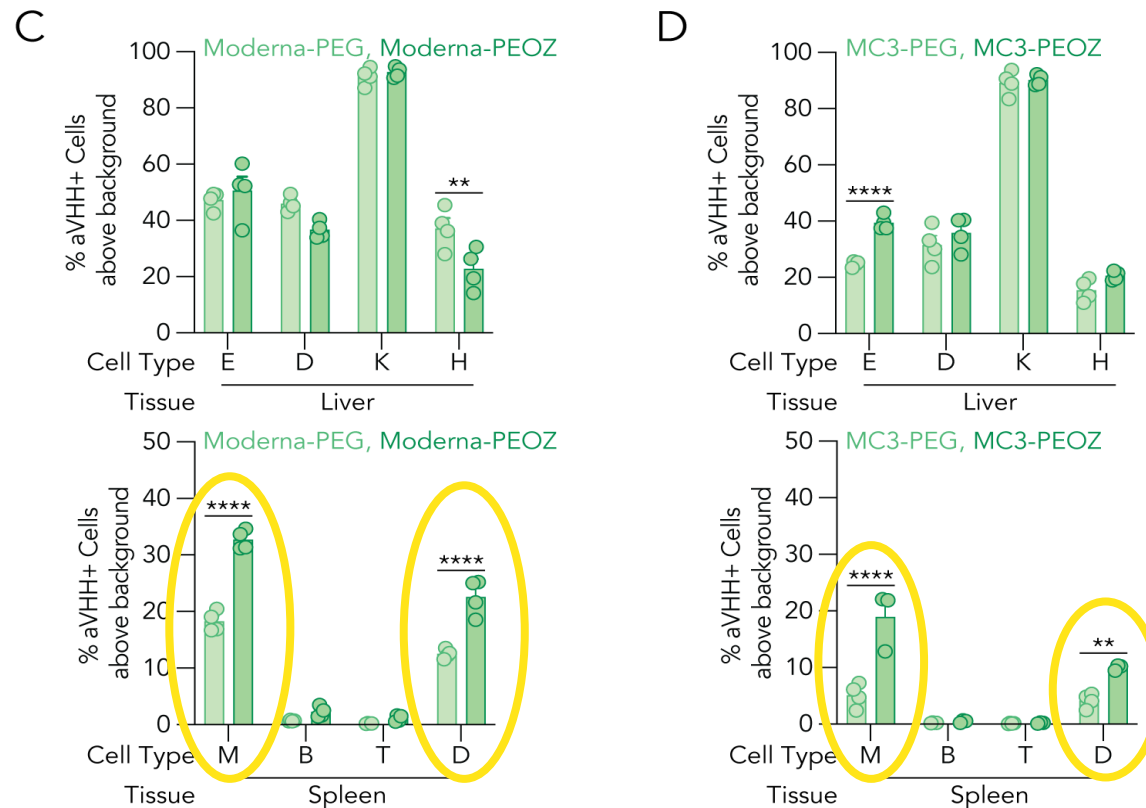 C
Moderna-PEG, Moderna-PEOZ
% aVHH+ Cells
above background
100
80
60
40
20
0
**
Cell Type E D K H
Tissue Liver
D
MC3-PEG, MC3-PEOZ
% aVHH+ Cells
above background
100
80
60
40
20
0
****
Cell Type E D K H
Tissue Liver
Moderna-PEG, Moderna-PEOZ
% aVHH+ Cells
above background
50
40
30
20
10
0
****
****
Cell Type M B T D
Tissue Spleen
MC3-PEG, MC3-PEOZ
% aVHH+ Cells
above background
50
40
30
20
10
0
****
**
Cell Type M B T D
Tissue Spleen